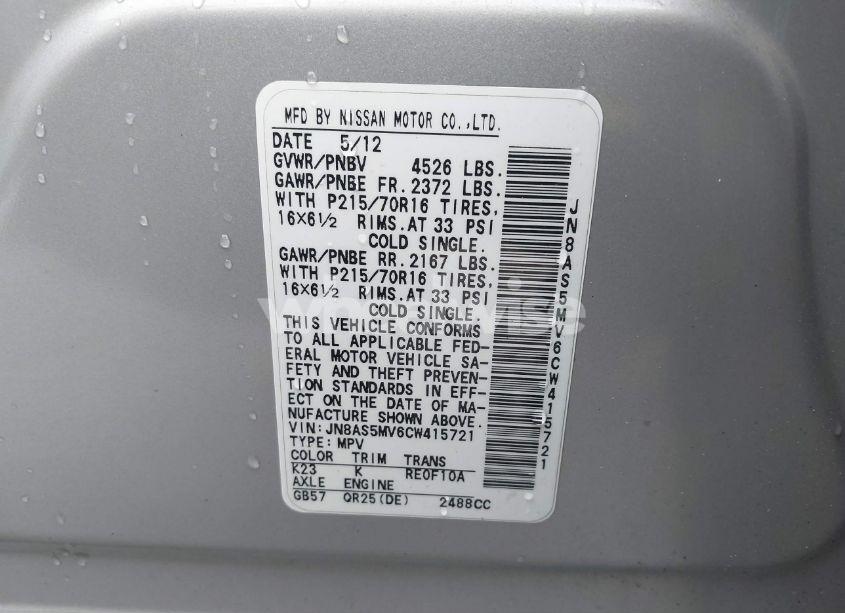 MFD BY NISSAN MOTOR CO.,LTD.
DATE 5/12
GVWR/PNBV 4526 LBS.
GAWR/PNBE FR. 2372 LBS.
WITH P215/70R16 TIRES,
16X6½ RIMS.AT 33 PSI
COLD SINGLE.
GAWR/PNBE RR. 2167 LBS.
WITH P215/70R16 TIRES,
16X6½ RIMS.AT 33 PSI
COLD SINGLE.
THIS VEHICLE CONFORMS
TO ALL APPLICABLE FED-
ERAL MOTOR VEHICLE SA-
FETY AND THEFT PREVEN-
TION STANDARDS IN EFF-
ECT ON THE DATE OF MA-
NUFACTURE SHOWN ABOVE.
VIN: JN8AS5MV6CW415721
TYPE: MPV
COLOR TRIM TRANS
K23 K RE0F10A
AXLE ENGINE
GB57 QR25(DE) 2488CC
JN8AS5MV6CW415721